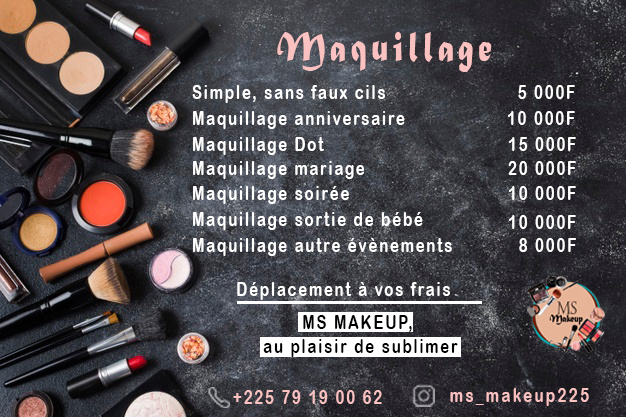 Maquillage
Simple, sans faux cils 5 000F
Maquillage anniversaire 10 000F
Maquillage Dot 15 000F
Maquillage mariage 20 000F
Maquillage soirée 10 000F
Maquillage sortie de bébé 10 000F
Maquillage autre évènements 8 000F
Déplacement à vos frais
MS MAKEUP,
au plaisir de sublimer
MS
Makeup
+225 79 19 00 62 ms_makeup225